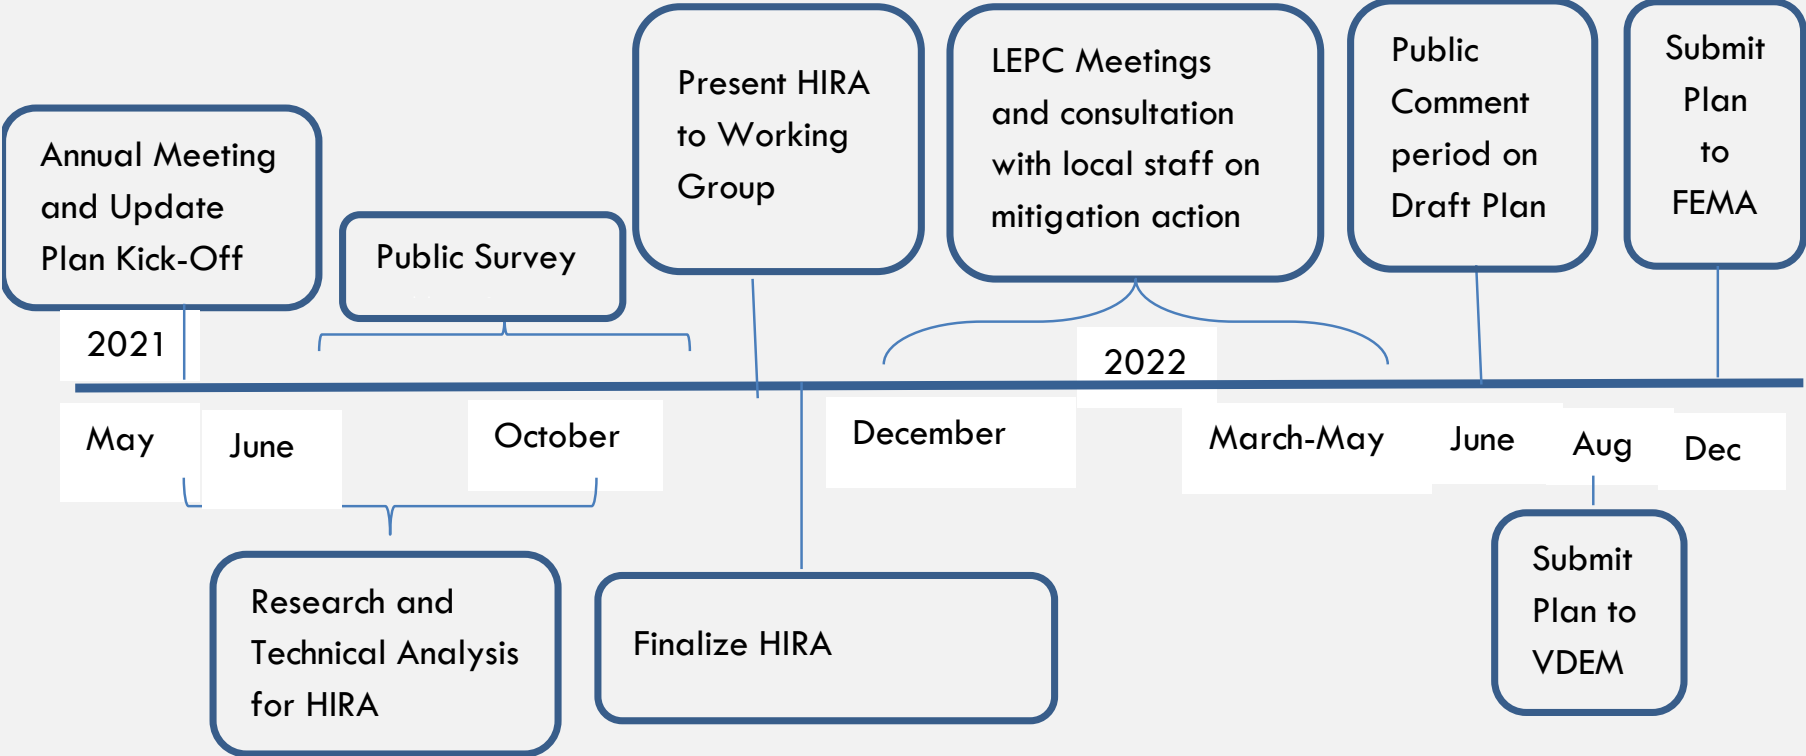 Annual Meeting
and Update
Plan Kick-Off
Public Survey
Present HIRA
to Working
Group
LEPC Meetings
and consultation
with local staff on
mitigation action
Public
Comment
period on
Draft Plan
Submit
Plan
to
FEMA
2021
2022
May
June
October
December
March-May
June
Aug
Dec
Research and
Technical Analysis
for HIRA
Finalize HIRA
Submit
Plan to
VDEM